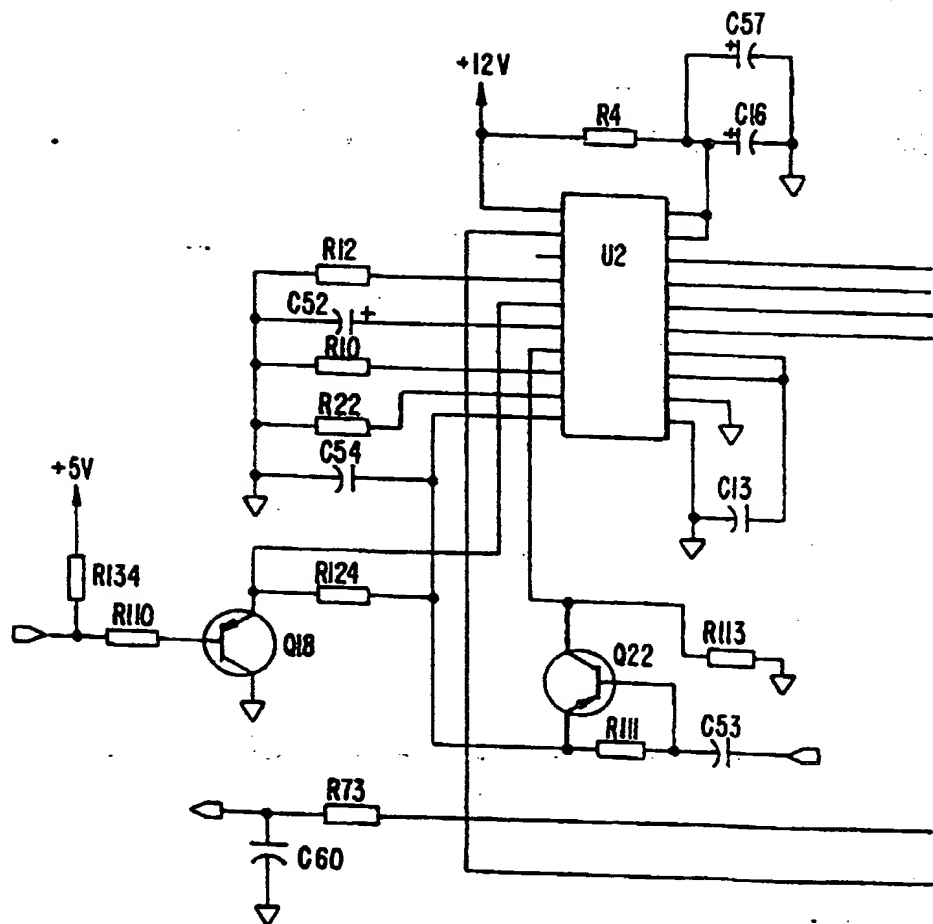 C57
+12V
R4
C16
U2
R12
C52
R10
R22
C54
+5V
C13
R134
R124
R110
Q18
Q22
R113
R111
C53
R73
C60